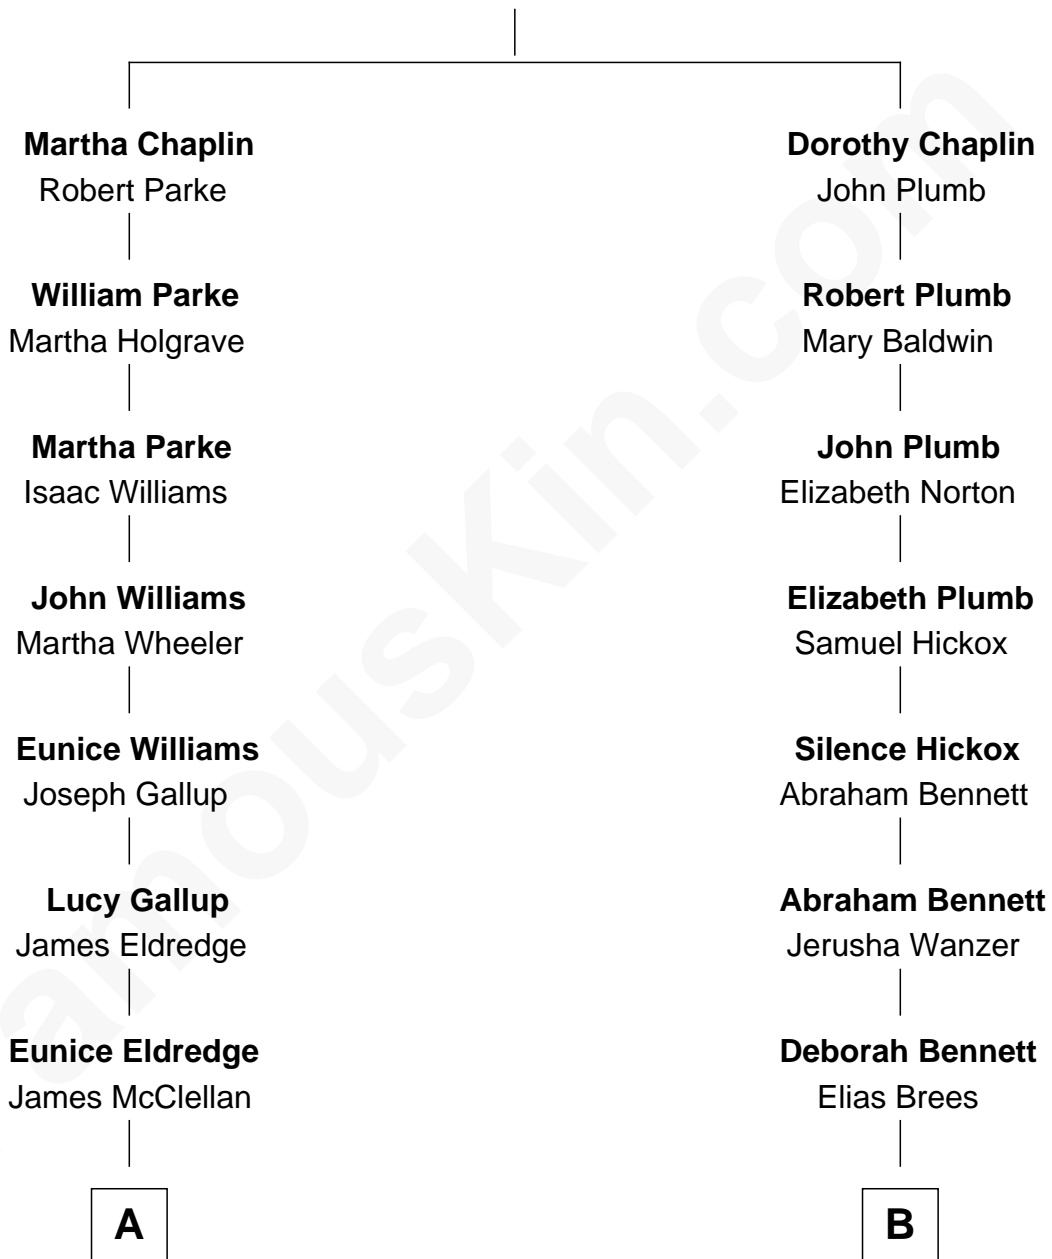 Martha Chaplin
Robert Parke
Dorothy Chaplin
John Plumb
William Parke
Martha Holgrave
Robert Plumb
Mary Baldwin
Martha Parke
Isaac Williams
John Plumb
Elizabeth Norton
John Williams
Martha Wheeler
Elizabeth Plumb
Samuel Hickox
Eunice Williams
Joseph Gallup
Silence Hickox
Abraham Bennett
Lucy Gallup
James Eldredge
Abraham Bennett
Jerusha Wanzer
Eunice Eldredge
James McClellan
Deborah Bennett
Elias Brees
A
B
amouskin.com